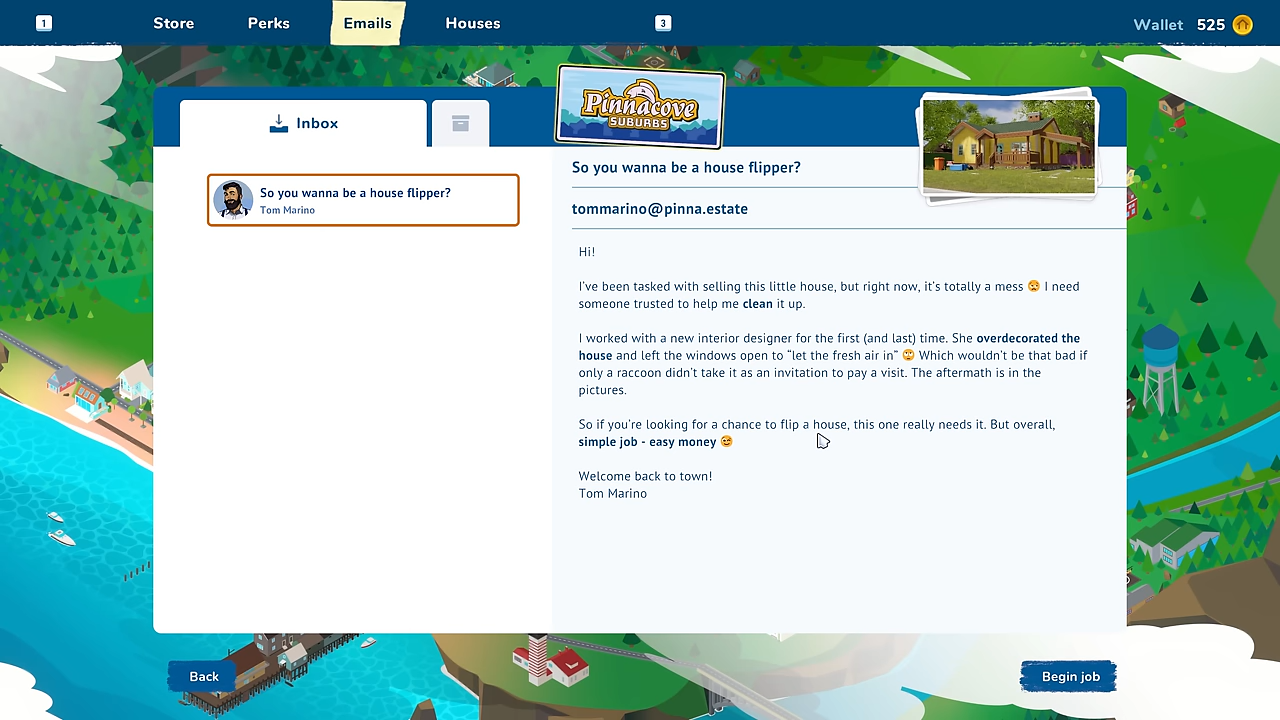 1
Store
Perks
Emails
Houses
3
Wallet 525
Inbox
Pinnacove
SUBURBS
So you wanna be a house flipper?
Tom Marino
So you wanna be a house flipper?
tommarino@pinna.estate
Hi!
I've been tasked with selling this little house, but right now, it's totally a mess 😒 I need
someone trusted to help me clean it up.
I worked with a new interior designer for the first (and last) time. She overdecorated the
house and left the windows open to “let the fresh air in” 🙄 Which wouldn't be that bad if
only a raccoon didn't take it as an invitation to pay a visit. The aftermath is in the
pictures.
So if you're looking for a chance to flip a house, this one really needs it. But overall,
simple job - easy money 😅
Welcome back to town!
Tom Marino
Back
Begin job